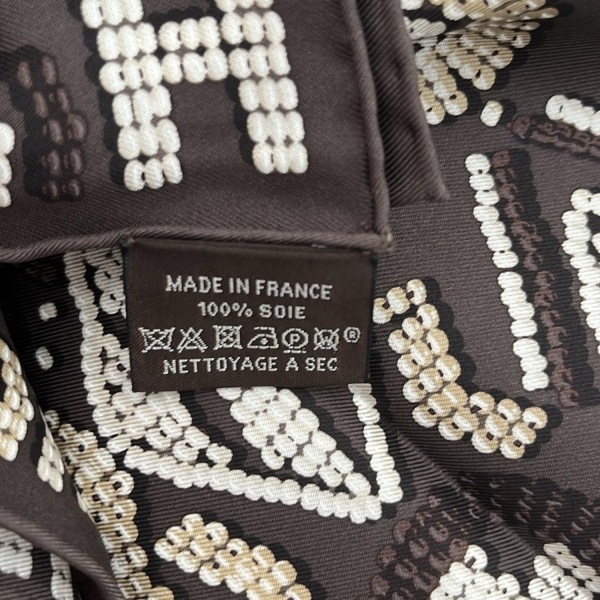 H
MADE IN FRANCE
100% SOIE
P ®
NETTOYAGE A SEC